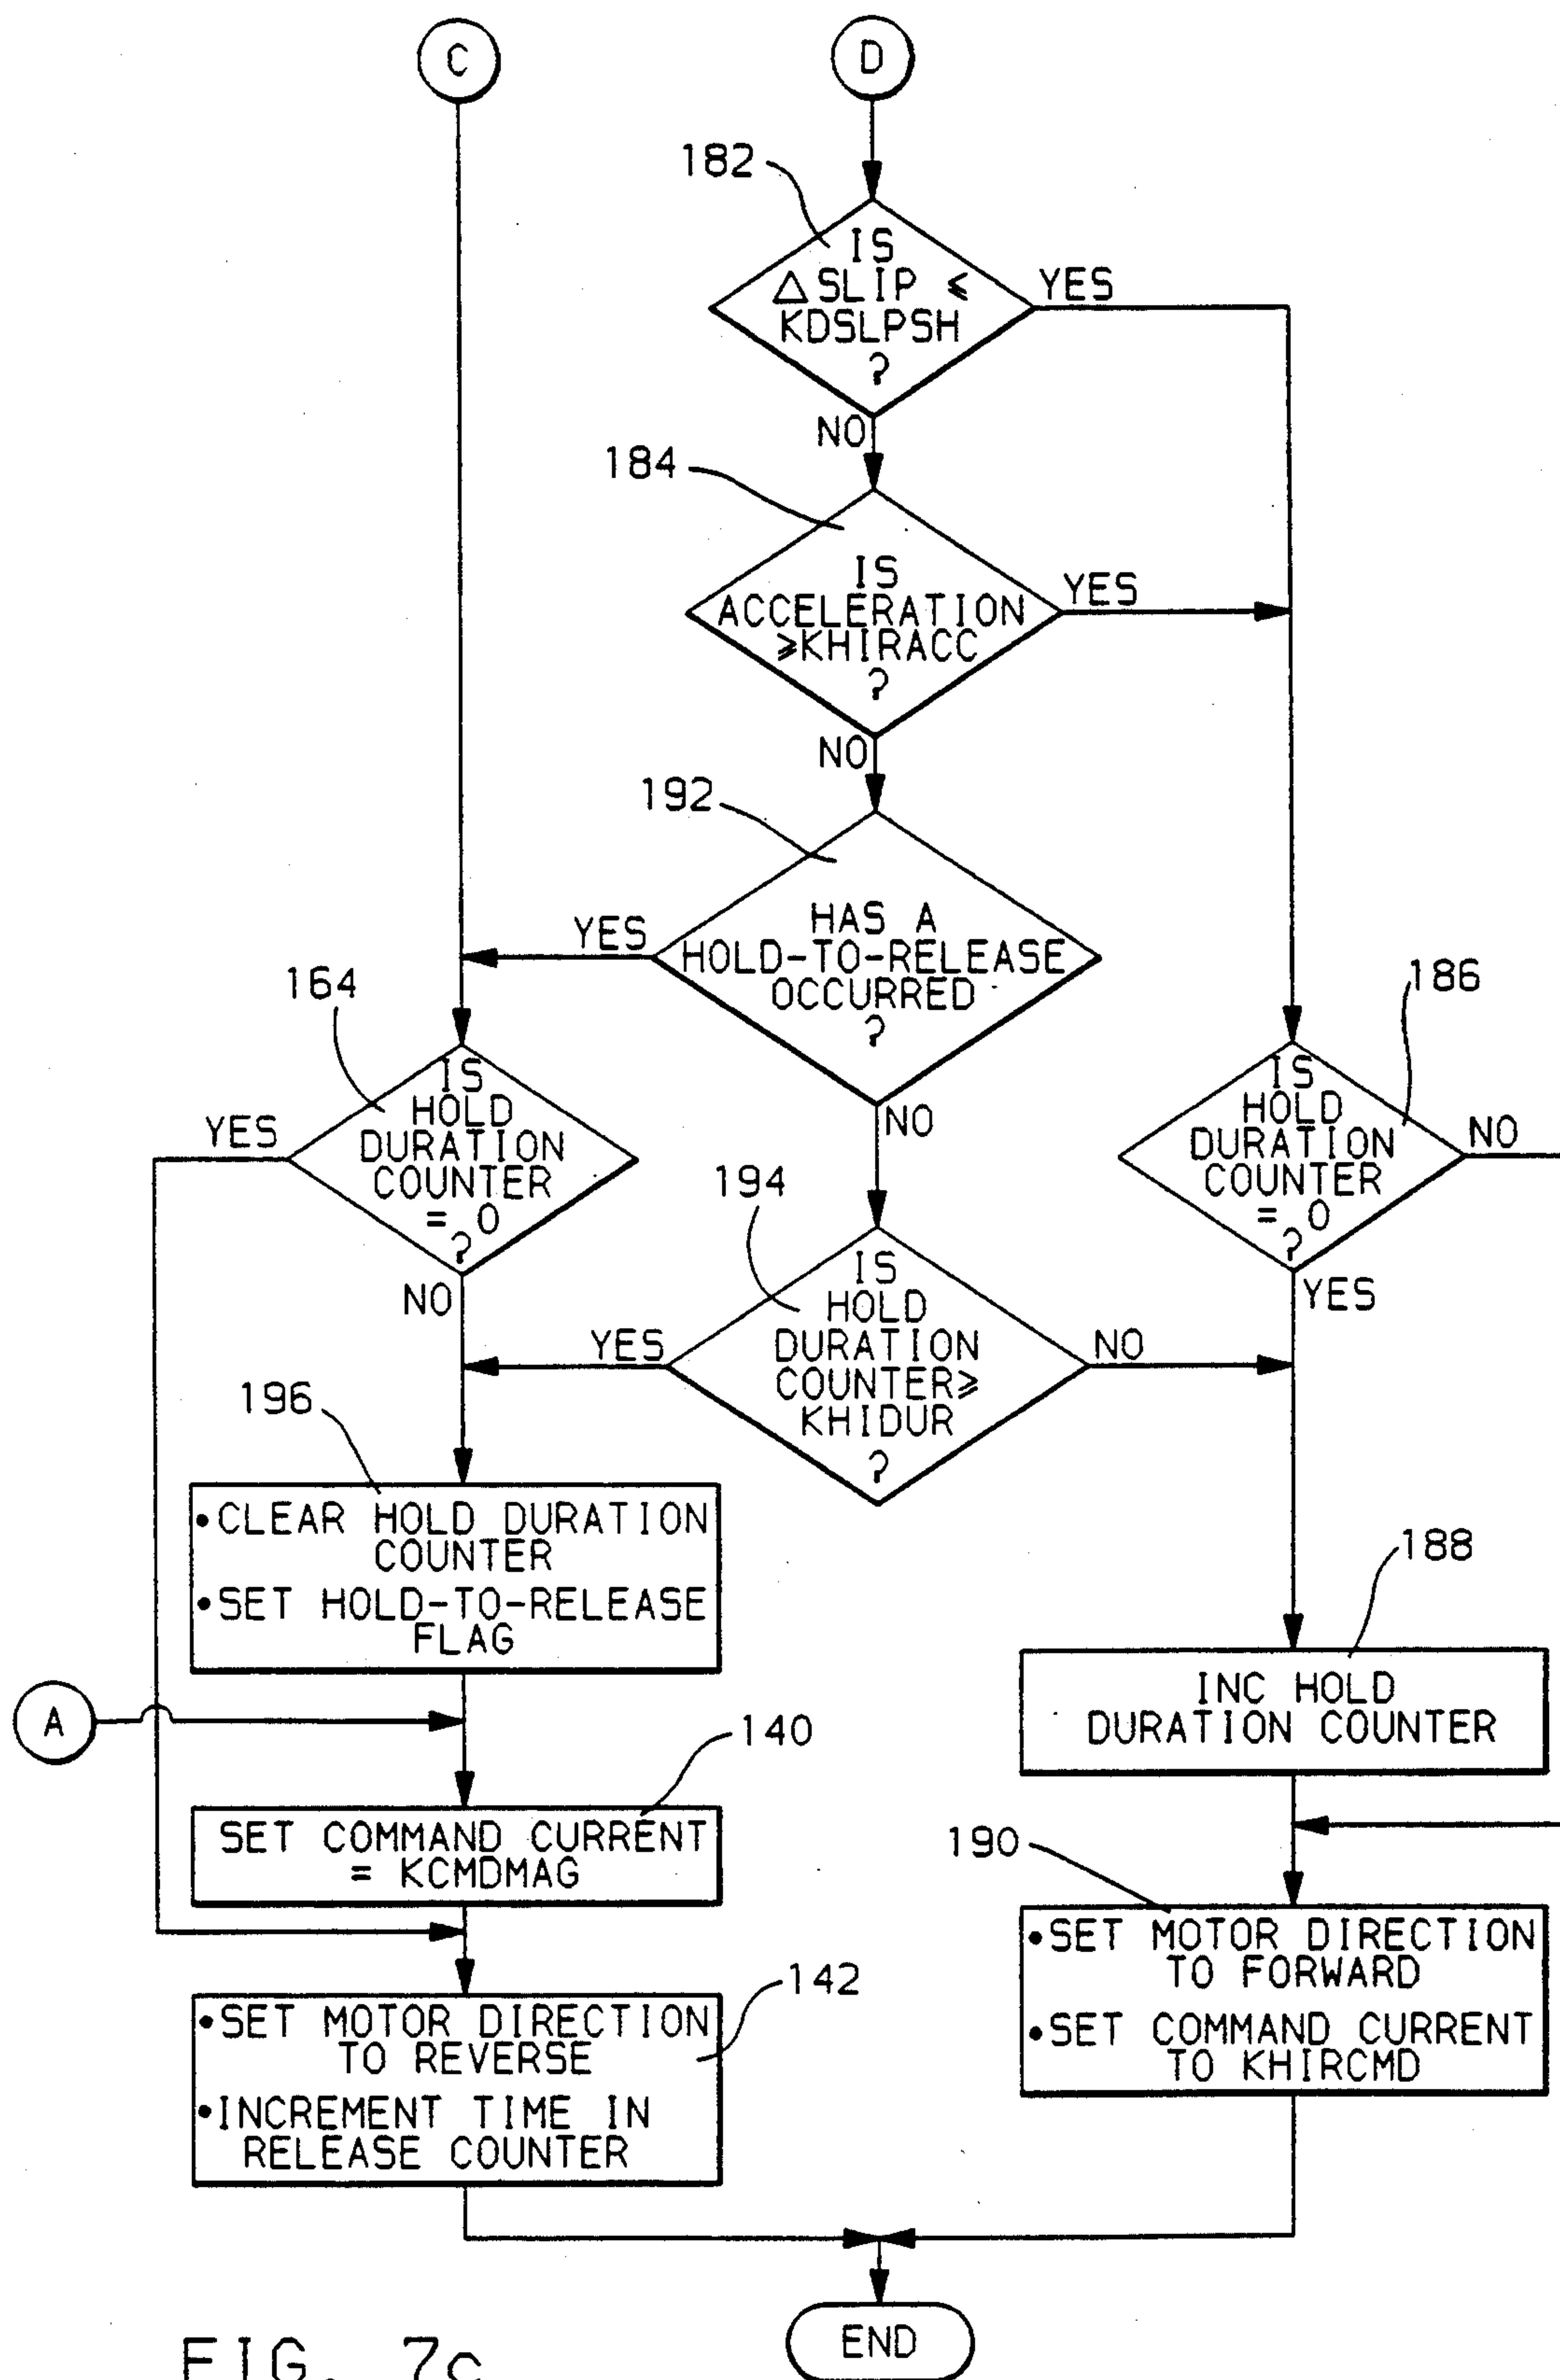 C
D
182
IS
△SLIP ≤
KDSLPSH
?
YES
NO
184
IS
ACCELERATION
≥KHIRACC
?
YES
NO
192
HAS A
HOLD-TO-RELEASE
OCCURRED
?
YES
NO
164
IS
HOLD
DURATION
COUNTER
= 0
?
YES
NO
186
IS
HOLD
DURATION
COUNTER
= 0
?
NO
YES
194
IS
HOLD
DURATION
COUNTER≥
KHIDUR
?
YES
NO
196
•CLEAR HOLD DURATION
COUNTER
•SET HOLD-TO-RELEASE
FLAG
188
INC HOLD
DURATION COUNTER
A
140
SET COMMAND CURRENT
= KCMDMAG
190
•SET MOTOR DIRECTION
TO FORWARD
•SET COMMAND CURRENT
TO KHIRCMD
142
•SET MOTOR DIRECTION
TO REVERSE
•INCREMENT TIME IN
RELEASE COUNTER
END
FIG. 7c